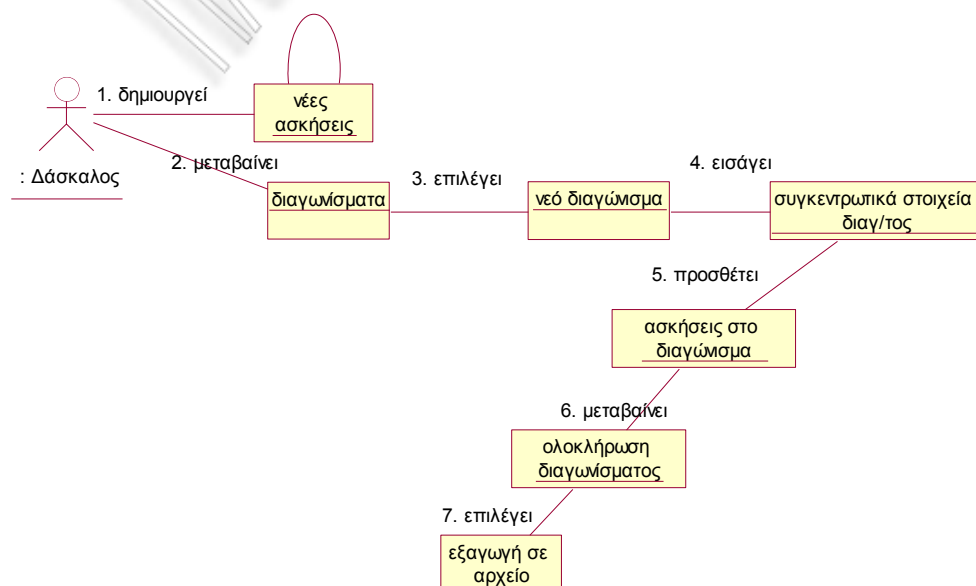 1. δημιουργεί
νέες
ασκήσεις
: Δάσκαλος
2. μεταβαίνει
διαγωνίσματα
3. επιλέγει
νεό διαγώνισμα
4. εισάγει
συγκεντρωτικά στοιχεία
διαγ/τος
5. προσθέτει
ασκήσεις στο
διαγώνισμα
6. μεταβαίνει
ολοκλήρωση
διαγωνίσματος
7. επιλέγει
εξαγωγή σε
αρχείο